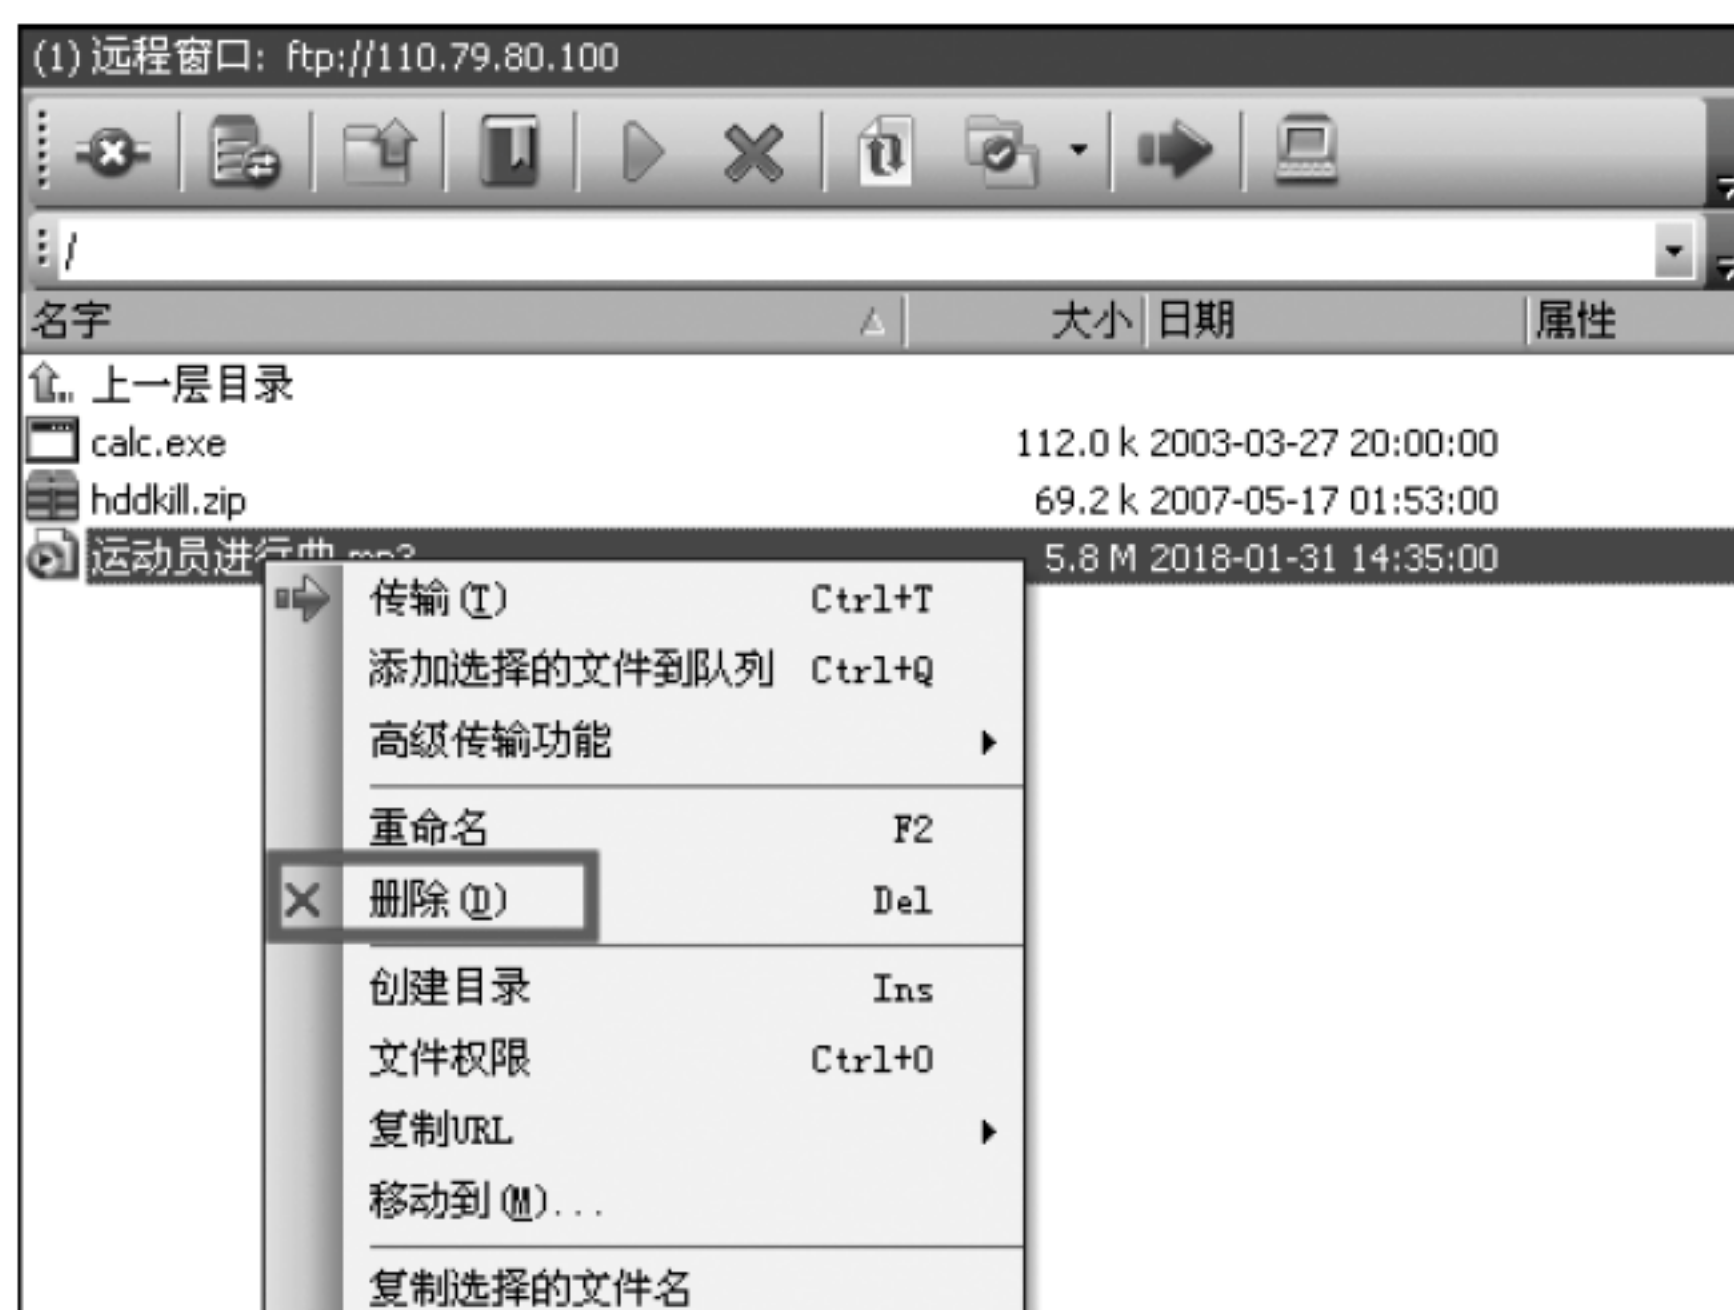 (1) 远程窗口: ftp://110.79.80.100
/
名字 大小 日期 属性
上一层目录
calc.exe 112.0 k 2003-03-27 20:00:00
hddkill.zip 69.2 k 2007-05-17 01:53:00
运动员进行曲.mp3 5.8 M 2018-01-31 14:35:00
传输(T) Ctrl+T
添加选择的文件到队列 Ctrl+Q
高级传输功能
重命名 F2
删除(D) Del
创建目录 Ins
文件权限 Ctrl+O
复制URL
移动到(M)...
复制选择的文件名